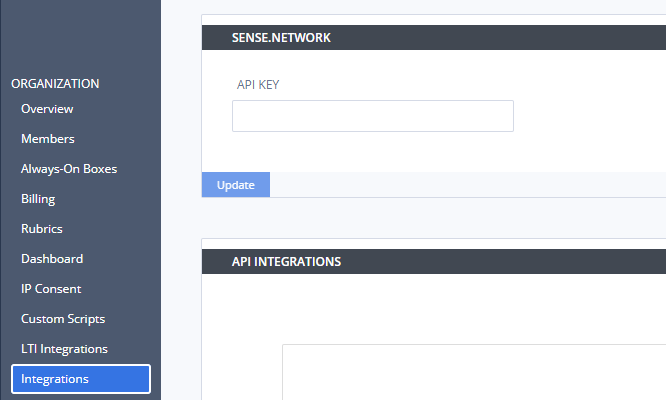 ORGANIZATION
Overview
Members
Always-On Boxes
Billing
Rubrics
Dashboard
IP Consent
Custom Scripts
LTI Integrations
Integrations
SENSE.NETWORK
API KEY
Update
API INTEGRATIONS